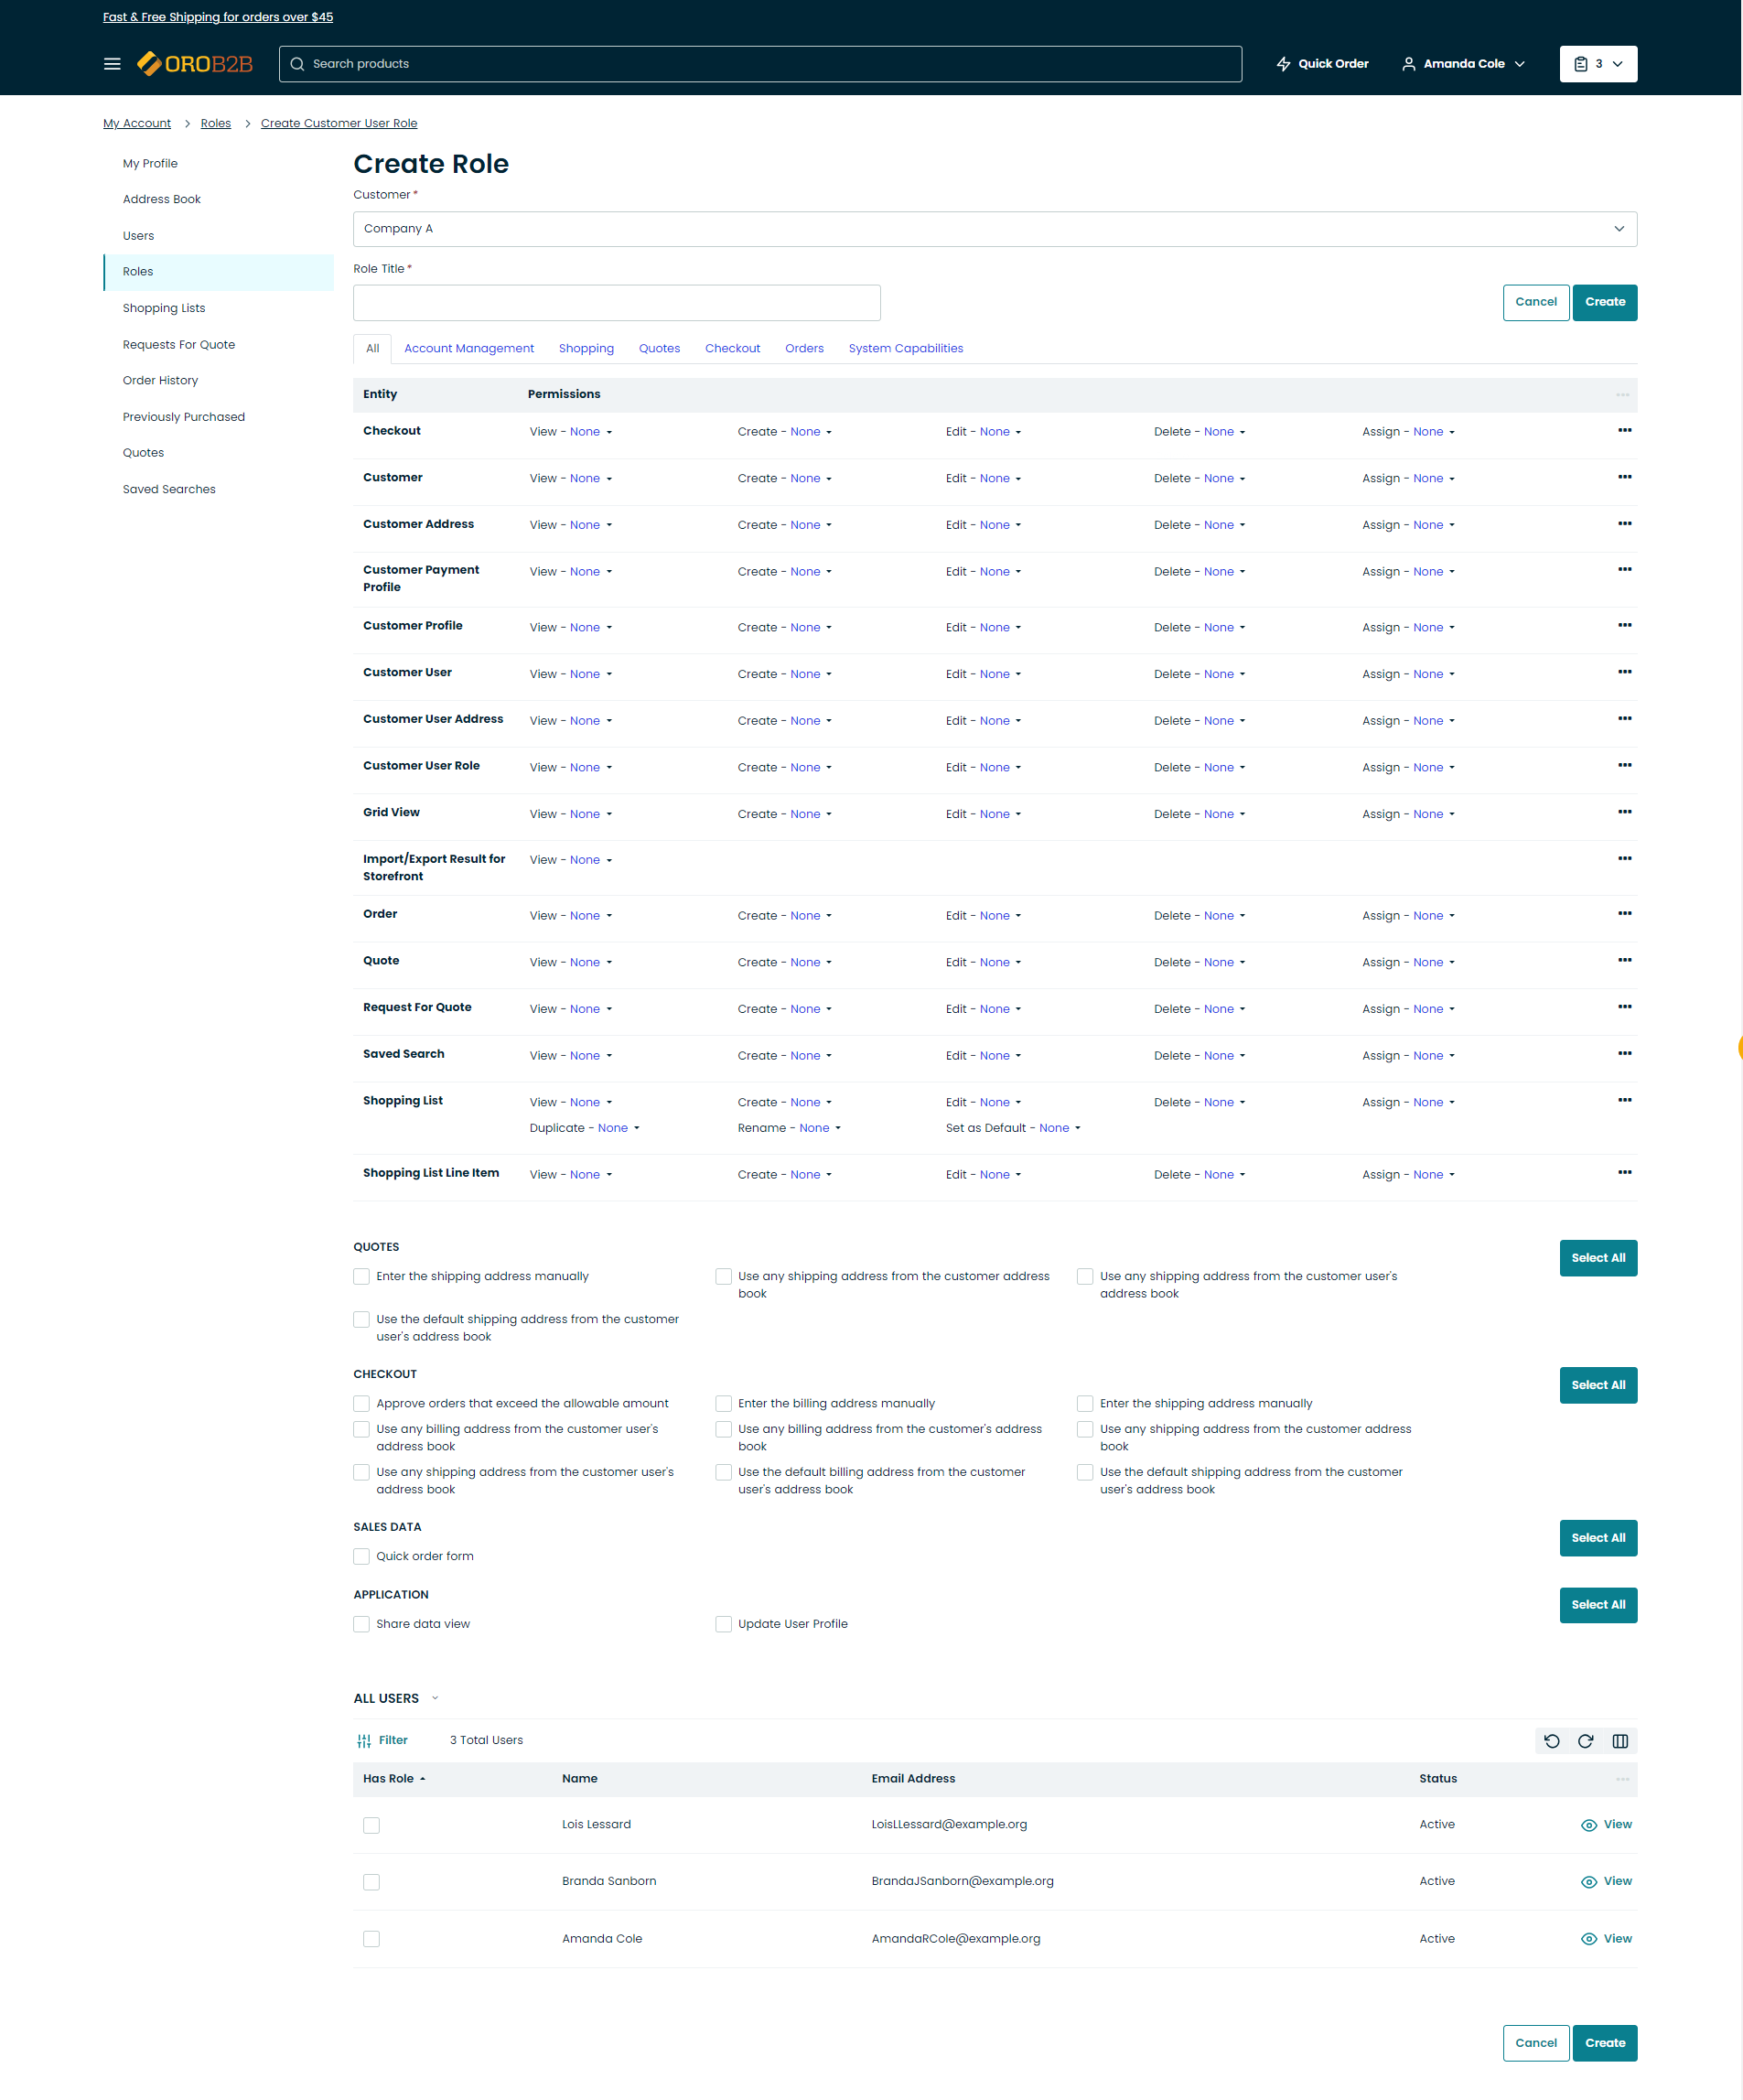 Fast & Free Shipping for orders over $45
OROB2B
Search products
Quick Order
Amanda Cole
3
My Account > Roles > Create Customer User Role
My Profile
Address Book
Users
Roles
Shopping Lists
Requests For Quote
Order History
Previously Purchased
Quotes
Saved Searches
Create Role
Customer *
Company A
Role Title *
Cancel
Create
All Account Management Shopping Quotes Checkout Orders System Capabilities
Entity Permissions
Checkout View - None Create - None Edit - None Delete - None Assign - None
Customer View - None Create - None Edit - None Delete - None Assign - None
Customer Address View - None Create - None Edit - None Delete - None Assign - None
Customer Payment
Profile View - None Create - None Edit - None Delete - None Assign - None
Customer Profile View - None Create - None Edit - None Delete - None Assign - None
Customer User View - None Create - None Edit - None Delete - None Assign - None
Customer User Address View - None Create - None Edit - None Delete - None Assign - None
Customer User Role View - None Create - None Edit - None Delete - None Assign - None
Grid View View - None Create - None Edit - None Delete - None Assign - None
Import/Export Result for
Storefront View - None
Order View - None Create - None Edit - None Delete - None Assign - None
Quote View - None Create - None Edit - None Delete - None Assign - None
Request For Quote View - None Create - None Edit - None Delete - None Assign - None
Saved Search View - None Create - None Edit - None Delete - None Assign - None
Shopping List View - None Create - None Edit - None Delete - None Assign - None
Duplicate - None Rename - None Set as Default - None
Shopping List Line Item View - None Create - None Edit - None Delete - None Assign - None
QUOTES
Select All
Enter the shipping address manually
Use any shipping address from the customer address
book
Use any shipping address from the customer user's
address book
Use the default shipping address from the customer
user's address book
CHECKOUT
Select All
Approve orders that exceed the allowable amount
Enter the billing address manually
Enter the shipping address manually
Use any billing address from the customer user's
address book
Use any billing address from the customer's address
book
Use any shipping address from the customer address
book
Use any shipping address from the customer user's
address book
Use the default billing address from the customer
user's address book
Use the default shipping address from the customer
user's address book
SALES DATA
Select All
Quick order form
APPLICATION
Select All
Share data view
Update User Profile
ALL USERS
Filter
3 Total Users
Has Role Name Email Address Status
Lois Lessard LoisLLessard@example.org Active View
Branda Sanborn BrandaJSanborn@example.org Active View
Amanda Cole AmandaRCole@example.org Active View
Cancel
Create